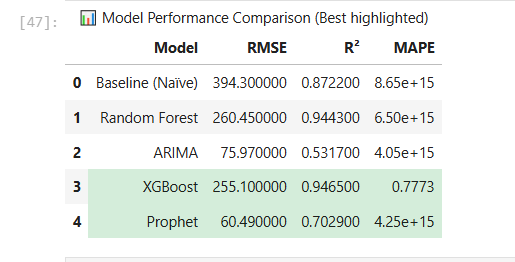 [47]: 📊 Model Performance Comparison (Best highlighted)
Model RMSE R² MAPE
0 Baseline (Naïve) 394.300000 0.872200 8.65e+15
1 Random Forest 260.450000 0.944300 6.50e+15
2 ARIMA 75.970000 0.531700 4.05e+15
3 XGBoost 255.100000 0.946500 0.7773
4 Prophet 60.490000 0.702900 4.25e+15